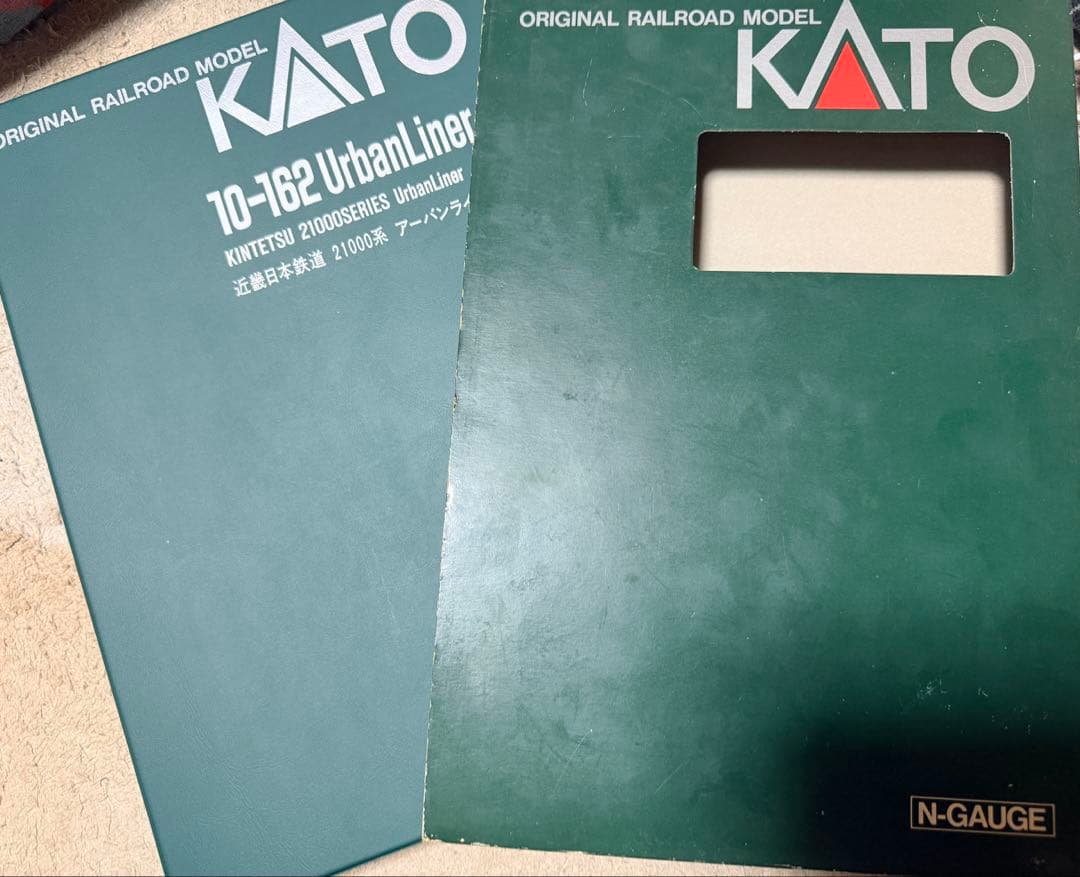 ORIGINAL RAILROAD MODEL
KATO
10-162 UrbanLiner
KINTETSU 21000SERIES UrbanLiner
近畿日本鉄道 21000系 アーバンライ
ORIGINAL RAILROAD MODEL
KATO
N-GAUGE